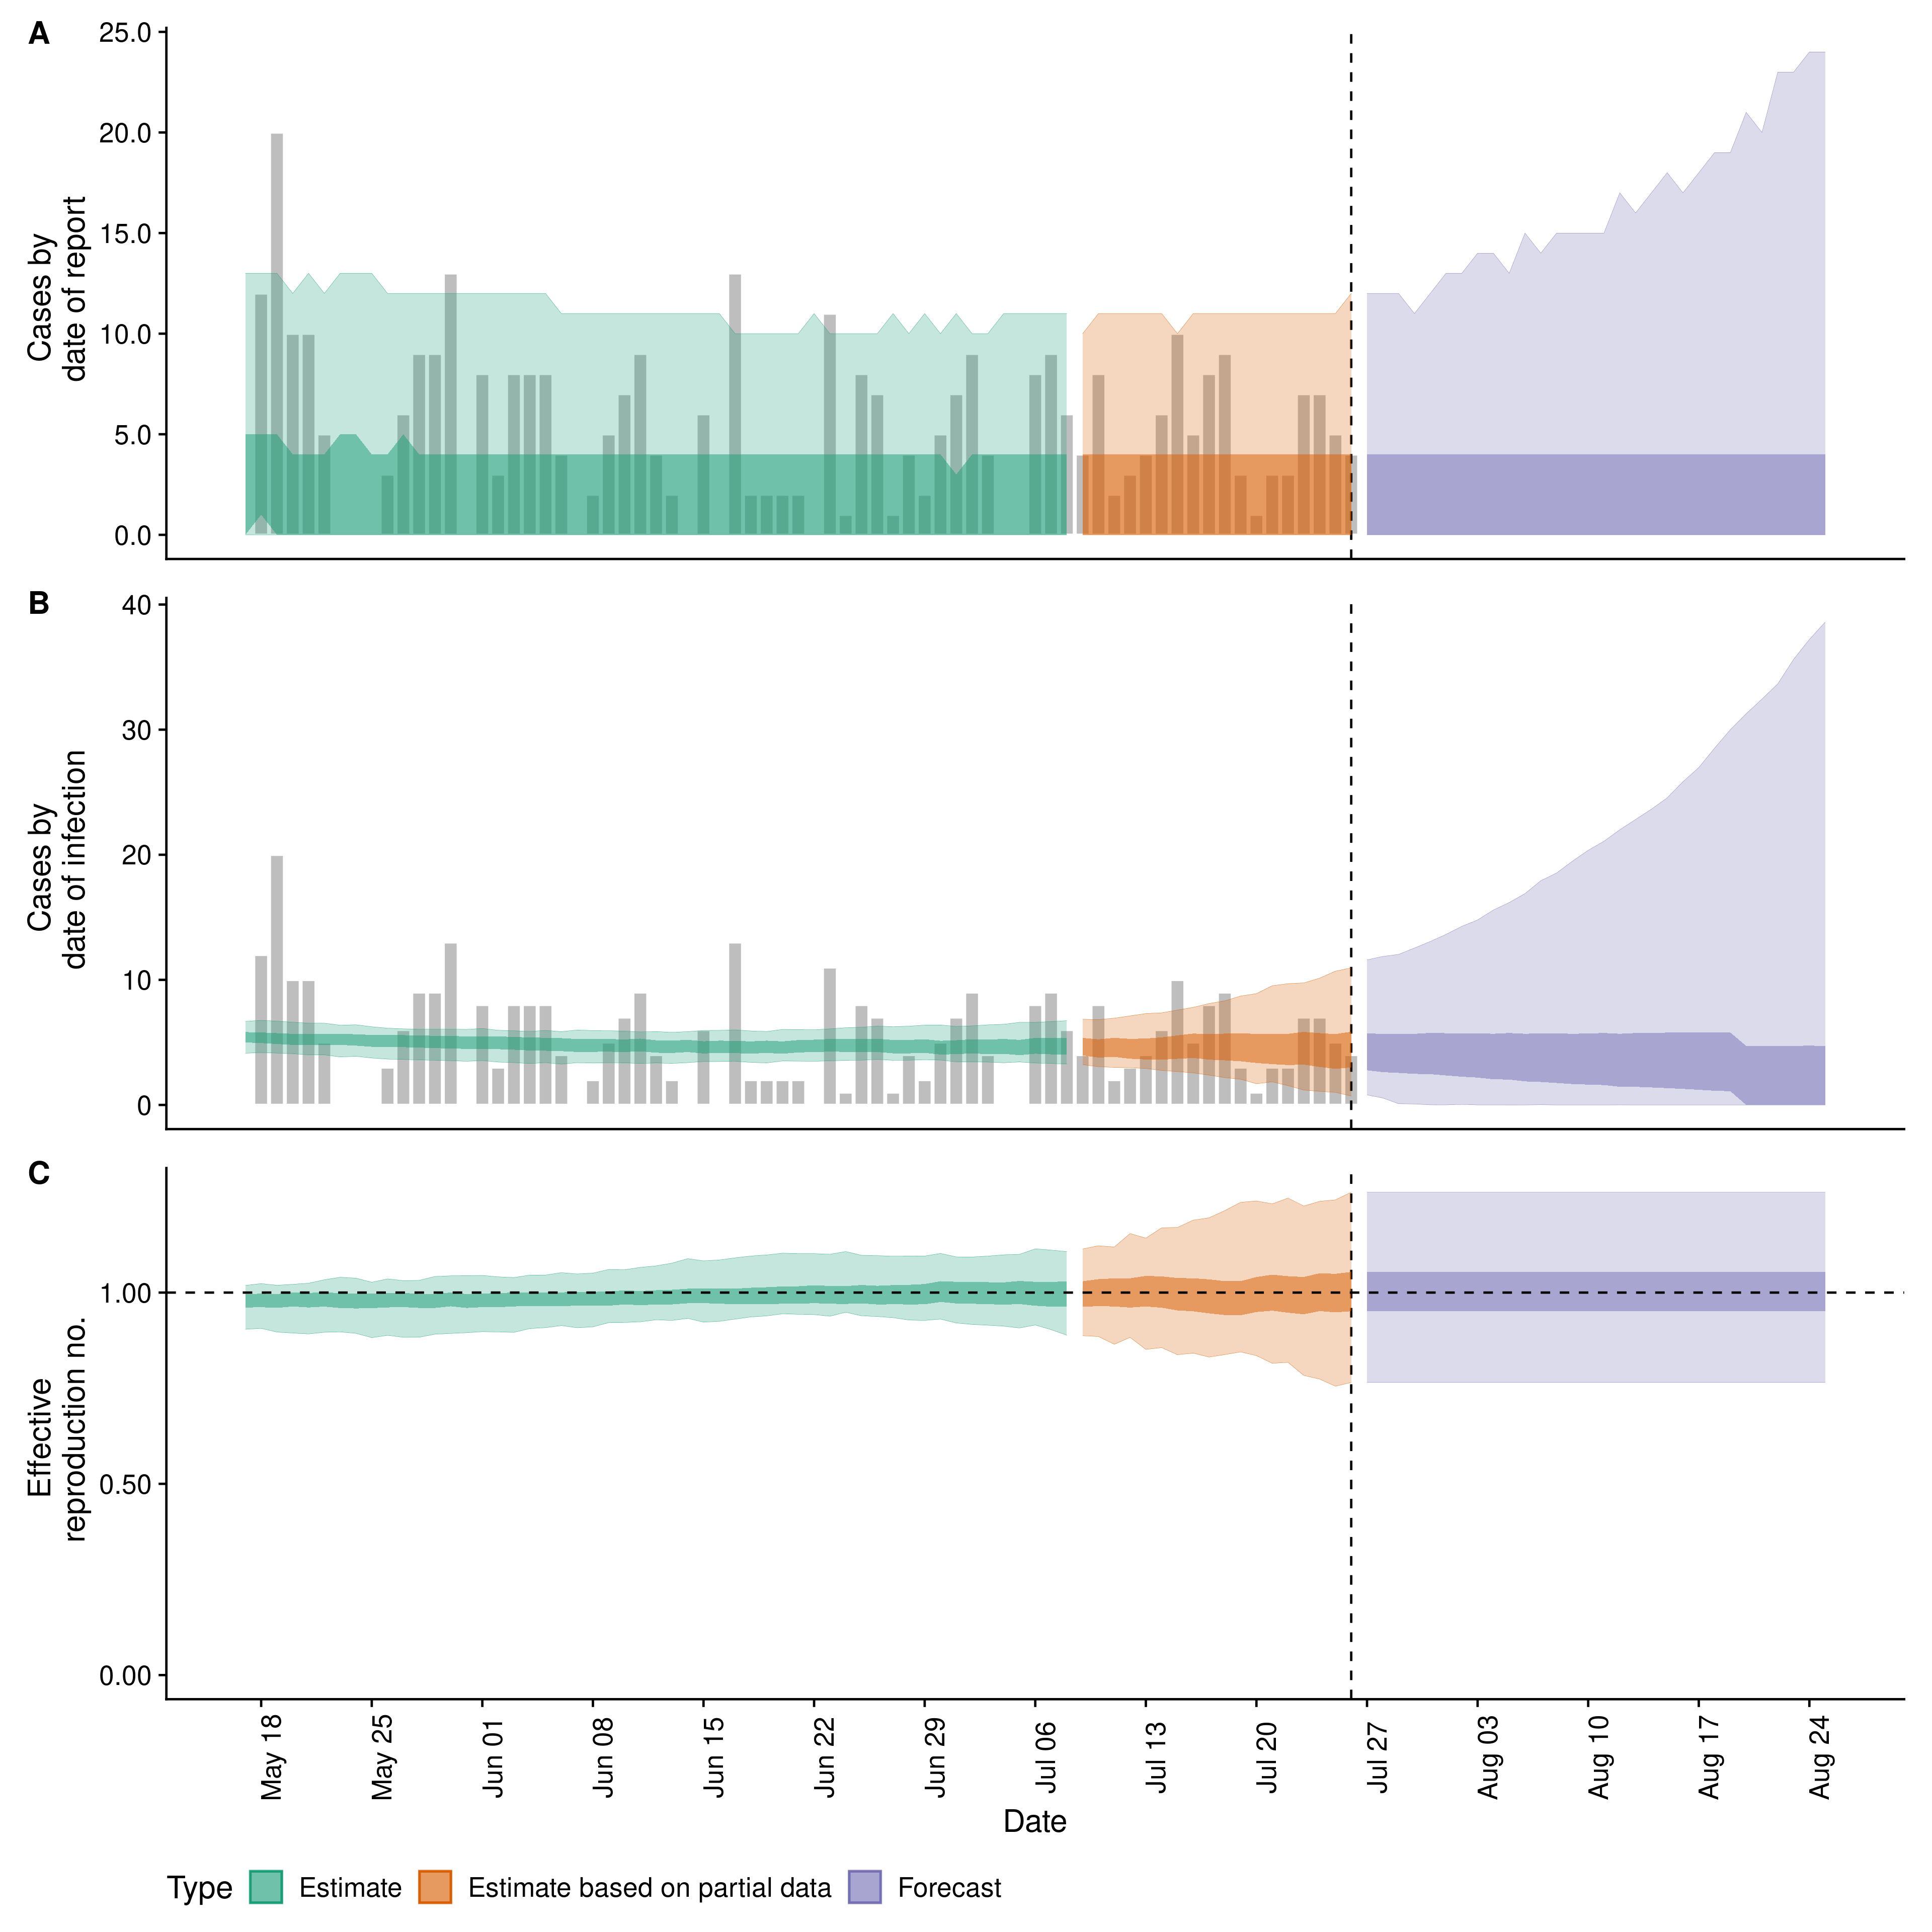 A
25.0
20.0
15.0
10.0
5.0
0.0
Cases by
date of report
B
40
30
20
10
0
Cases by
date of infection
C
1.00
0.50
0.00
Effective
reproduction no.
May 18
May 25
Jun 01
Jun 08
Jun 15
Jun 22
Jun 29
Jul 06
Jul 13
Jul 20
Jul 27
Aug 03
Aug 10
Aug 17
Aug 24
Date
Type Estimate Estimate based on partial data Forecast